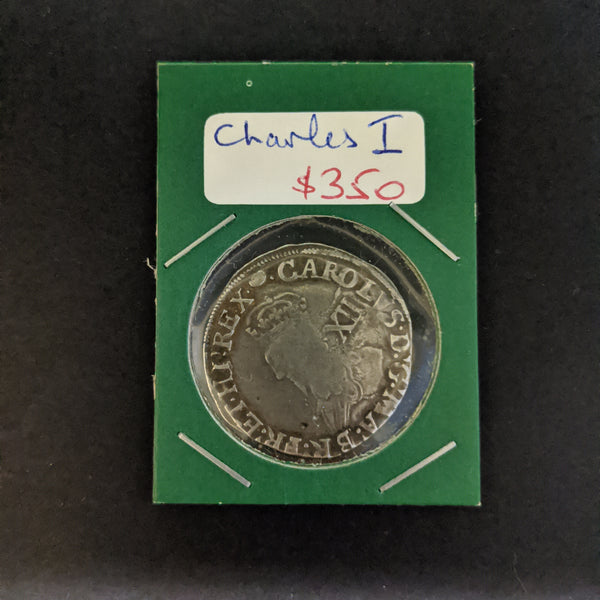 Charles I
$350
CAROLVS·D·G·MA·BR·FR·ET·HI·REX·
XII